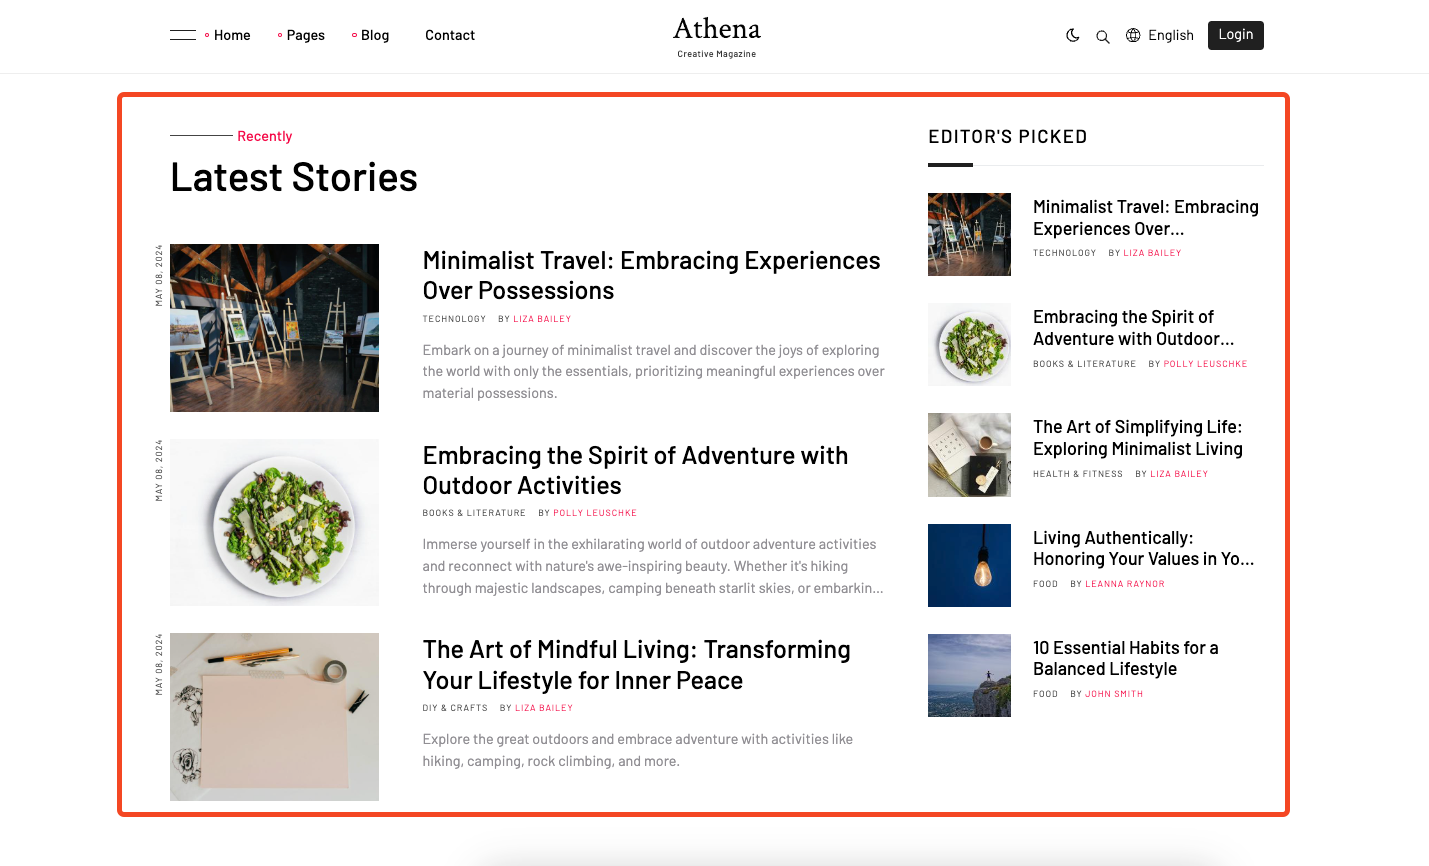 Home
Pages
Blog
Contact
Athena
Creative Magazine
English
Login
Recently
Latest Stories
MAY 08, 2024
Minimalist Travel: Embracing Experiences
Over Possessions
TECHNOLOGY BY LIZA BAILEY
Embark on a journey of minimalist travel and discover the joys of exploring
the world with only the essentials, prioritizing meaningful experiences over
material possessions.
MAY 08, 2024
Embracing the Spirit of Adventure with
Outdoor Activities
BOOKS & LITERATURE BY POLLY LEUSCHKE
Immerse yourself in the exhilarating world of outdoor adventure activities
and reconnect with nature's awe-inspiring beauty. Whether it's hiking
through majestic landscapes, camping beneath starlit skies, or embarkin...
MAY 08, 2024
The Art of Mindful Living: Transforming
Your Lifestyle for Inner Peace
DIY & CRAFTS BY LIZA BAILEY
Explore the great outdoors and embrace adventure with activities like
hiking, camping, rock climbing, and more.
EDITOR'S PICKED
Minimalist Travel: Embracing
Experiences Over...
TECHNOLOGY BY LIZA BAILEY
Embracing the Spirit of
Adventure with Outdoor...
BOOKS & LITERATURE BY POLLY LEUSCHKE
The Art of Simplifying Life:
Exploring Minimalist Living
HEALTH & FITNESS BY LIZA BAILEY
Living Authentically:
Honoring Your Values in Yo...
FOOD BY LEANNA RAYNOR
10 Essential Habits for a
Balanced Lifestyle
FOOD BY JOHN SMITH